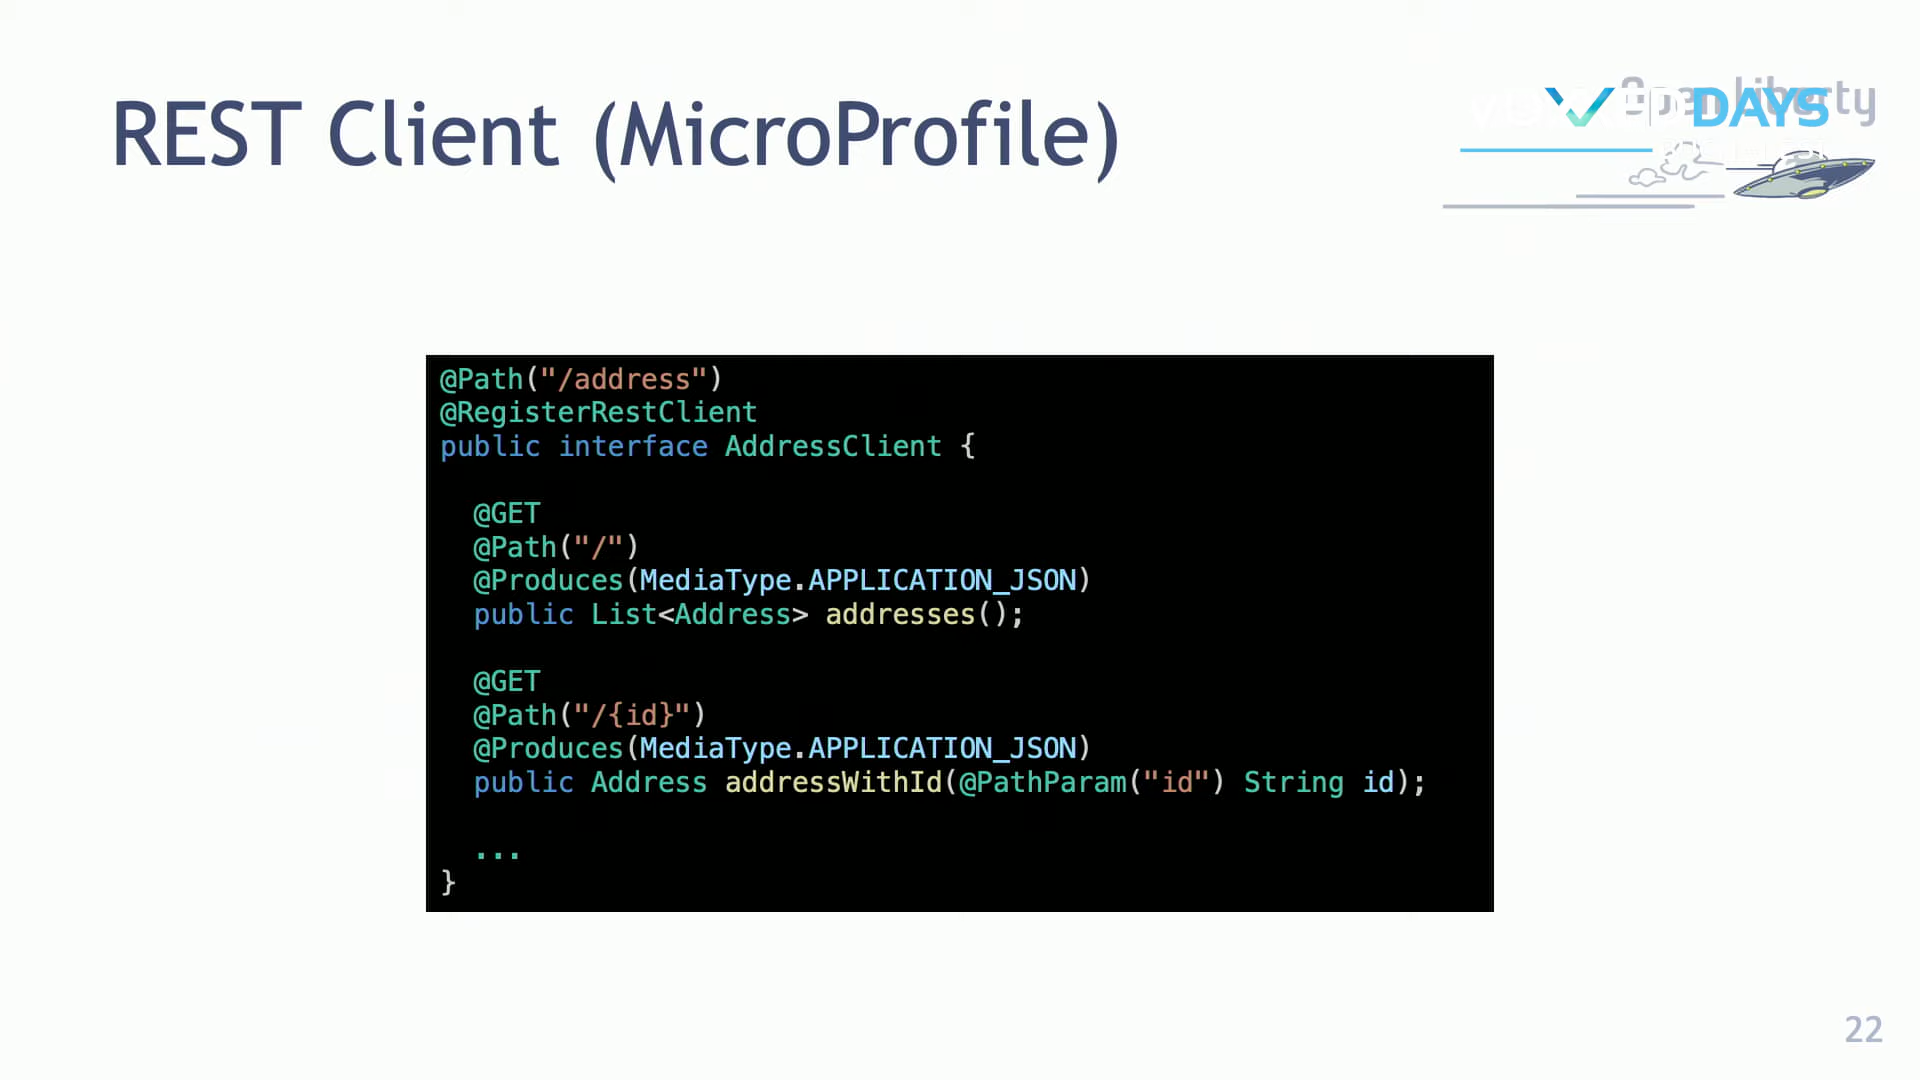 REST Client (MicroProfile)
DAYS
@Path("/address")
@RegisterRestClient
public interface AddressClient {
@GET
@Path("/")
@Produces(MediaType.APPLICATION_JSON)
public List<Address> addresses();
@GET
@Path("/{id}")
@Produces(MediaType.APPLICATION_JSON)
public Address addressWithId(@PathParam("id") String id);
...
}
22